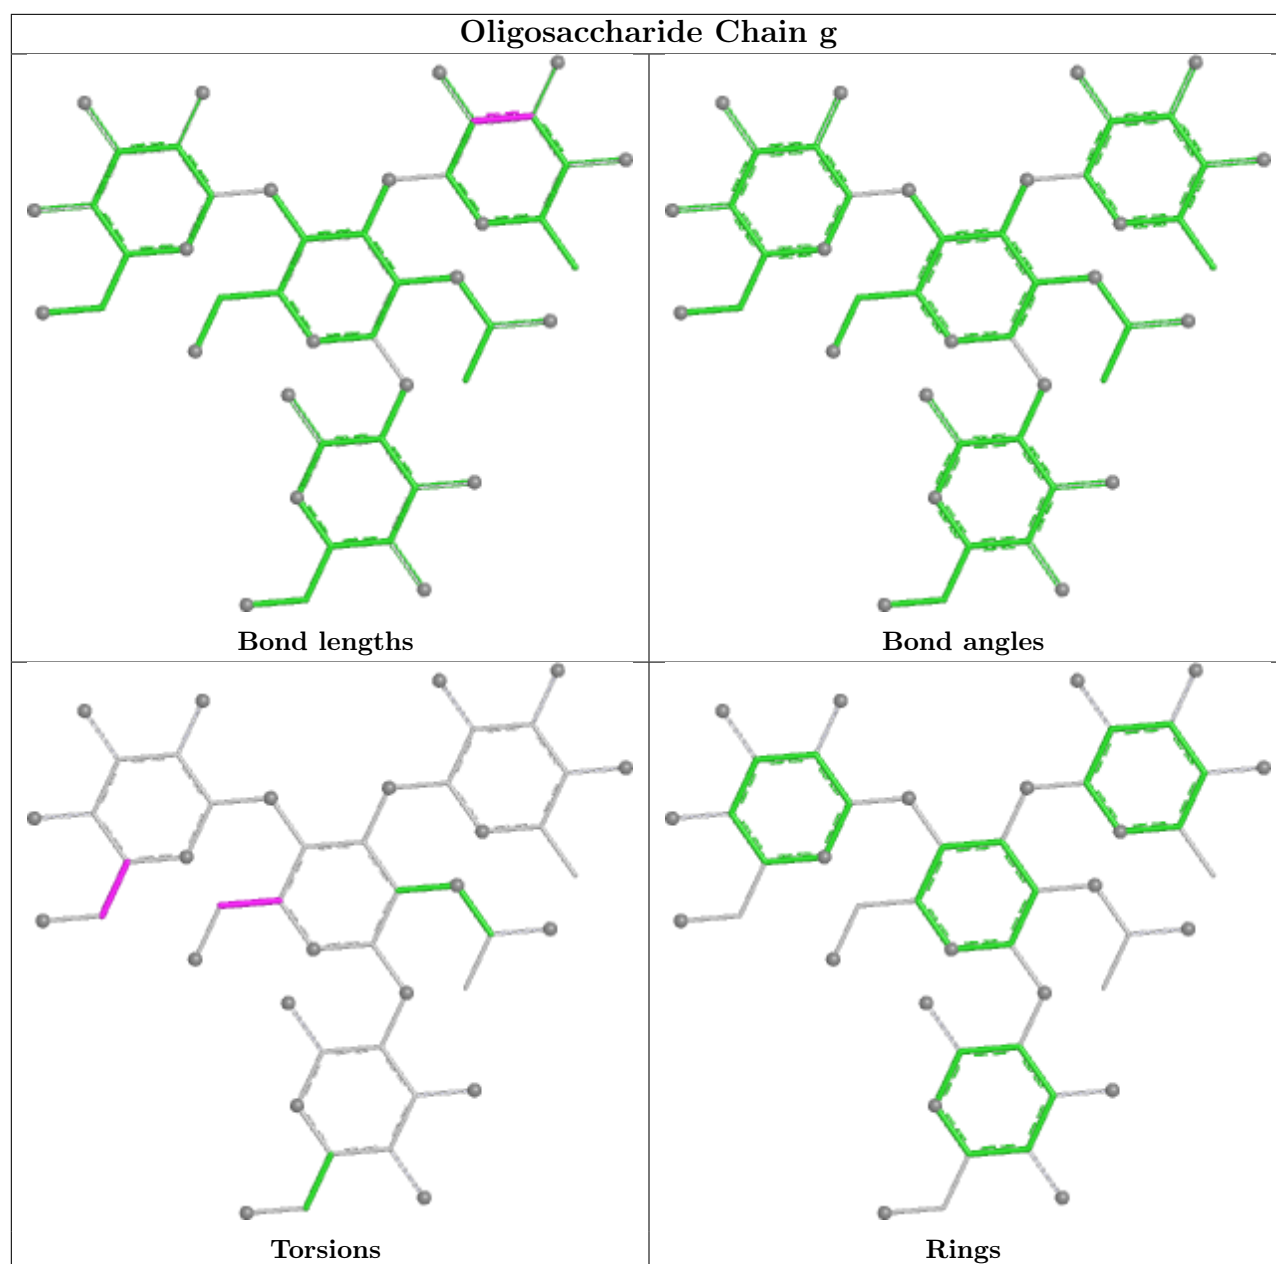 Oligosaccharide Chain g
Bond lengths
Bond angles
Torsions
Rings